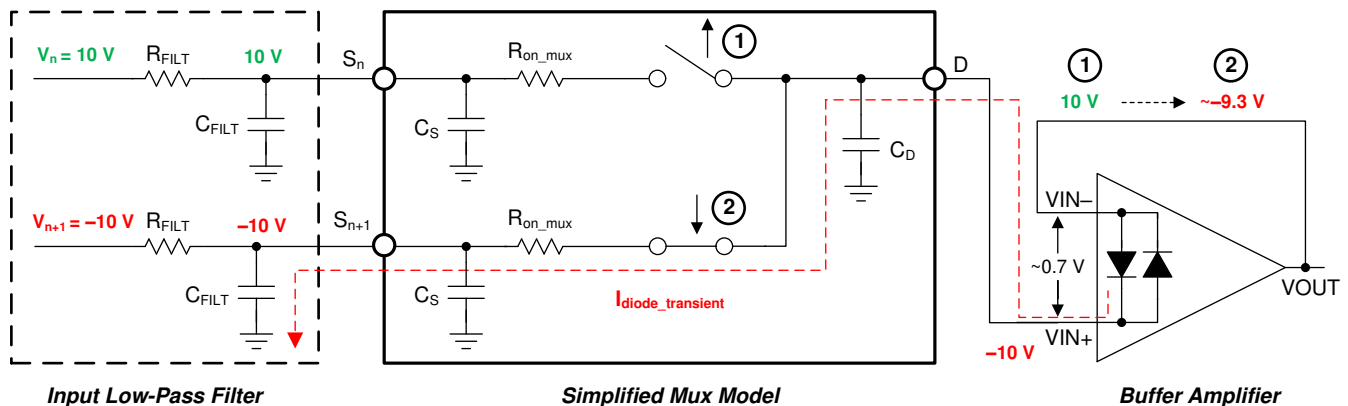 Vn = 10 V
RFILT
10 V
Sn
Ron_mux
1
D
1
2
10 V
~–9.3 V
CFILT
CS
CD
Vn+1 = –10 V
RFILT
–10 V
Sn+1
Ron_mux
2
VIN–
~0.7 V
CFILT
CS
Idiode_transient
VOUT
VIN+
–10 V
Input Low-Pass Filter
Simplified Mux Model
Buffer Amplifier